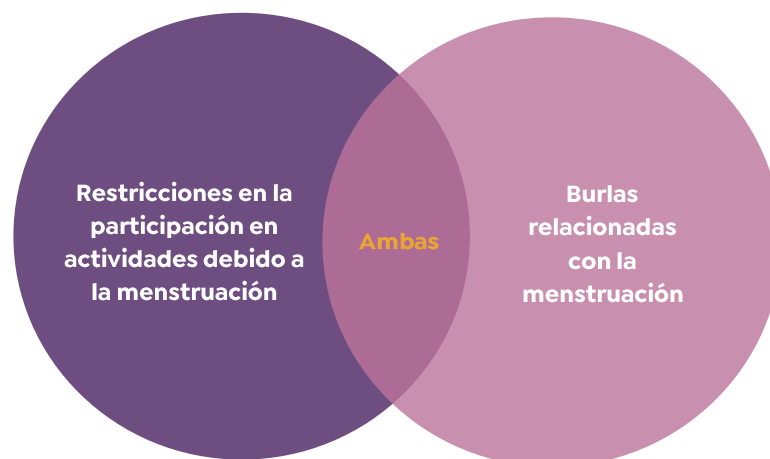 Restricciones en la
participación en
actividades debido a
la menstruación
Ambas
Burlas
relacionadas
con la
menstruación